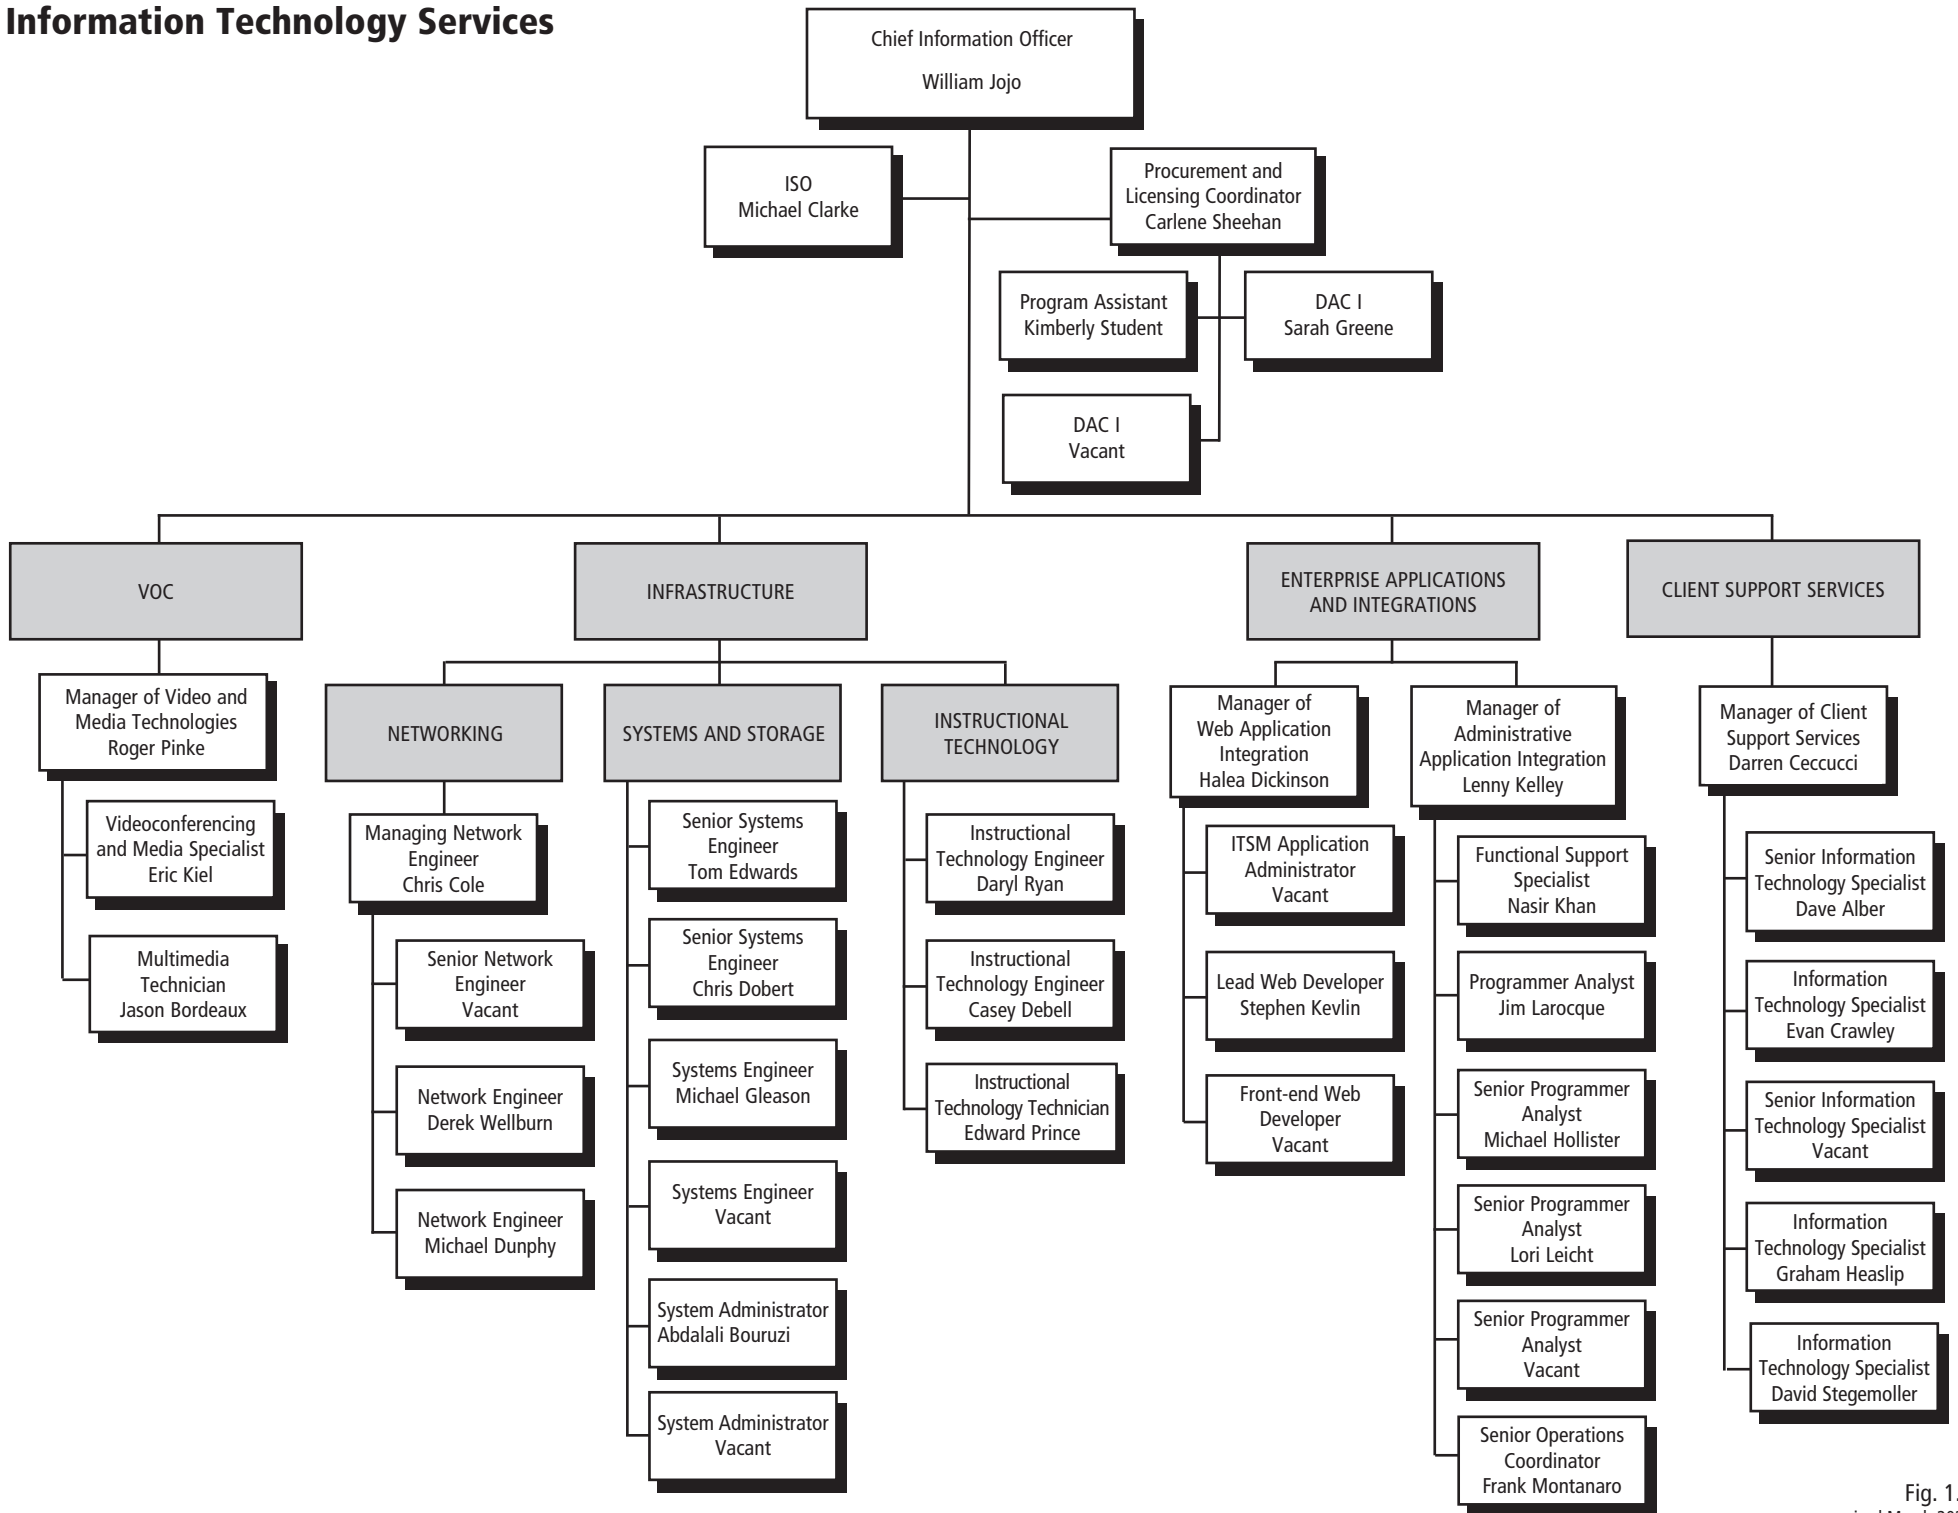 Information Technology Services
Chief Information Officer
William Jojo
ISO
Michael Clarke
Procurement and
Licensing Coordinator
Carlene Sheehan
Program Assistant
Kimberly Student
DAC I
Sarah Greene
DAC I
Vacant
VOC
Manager of Video and
Media Technologies
Roger Pinke
Videoconferencing
and Media Specialist
Eric Kiel
Multimedia
Technician
Jason Bordeaux
INFRASTRUCTURE
NETWORKING
Managing Network
Engineer
Chris Cole
Senior Network
Engineer
Vacant
Network Engineer
Derek Wellburn
Network Engineer
Michael Dunphy
SYSTEMS AND STORAGE
Senior Systems
Engineer
Tom Edwards
Senior Systems
Engineer
Chris Dobert
Systems Engineer
Michael Gleason
Systems Engineer
Vacant
System Administrator
Abdalali Bouruzi
System Administrator
Vacant
INSTRUCTIONAL
TECHNOLOGY
Instructional
Technology Engineer
Daryl Ryan
Instructional
Technology Engineer
Casey Debell
Instructional
Technology Technician
Edward Prince
ENTERPRISE APPLICATIONS
AND INTEGRATIONS
Manager of
Web Application
Integration
Halea Dickinson
ITSM Application
Administrator
Vacant
Lead Web Developer
Stephen Kevlin
Front-end Web
Developer
Vacant
Manager of
Administrative
Application Integration
Lenny Kelley
Functional Support
Specialist
Nasir Khan
Programmer Analyst
Jim Larocque
Senior Programmer
Analyst
Michael Hollister
Senior Programmer
Analyst
Lori Leicht
Senior Programmer
Analyst
Vacant
Senior Operations
Coordinator
Frank Montanaro
CLIENT SUPPORT SERVICES
Manager of Client
Support Services
Darren Ceccucci
Senior Information
Technology Specialist
Dave Alber
Information
Technology Specialist
Evan Crawley
Senior Information
Technology Specialist
Vacant
Information
Technology Specialist
Graham Heaslip
Information
Technology Specialist
David Stegemoller
Fig. 1.